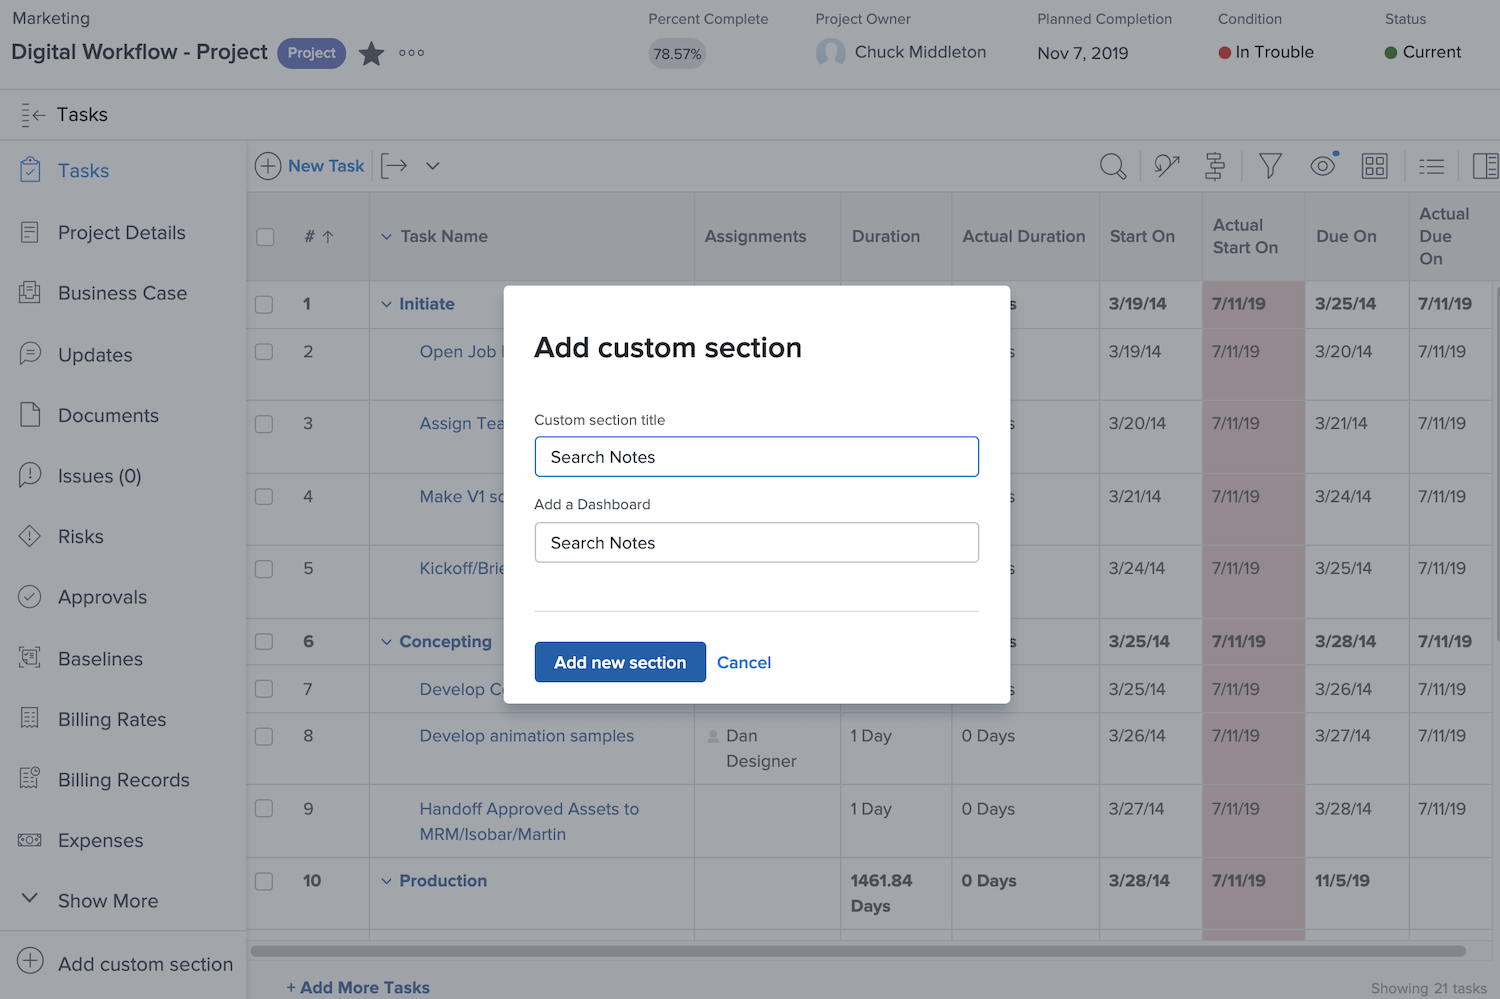 Marketing
Digital Workflow - Project Project
Percent Complete
78.57%
Project Owner
Chuck Middleton
Planned Completion
Nov 7, 2019
Condition
In Trouble
Status
Current
Tasks
Tasks
Project Details
Business Case
Updates
Documents
Issues (0)
Risks
Approvals
Baselines
Billing Rates
Billing Records
Expenses
Show More
Add custom section
New Task
# Task Name Assignments Duration Actual Duration Start On Actual Start On Due On Actual Due On
1 Initiate 3/19/14 7/11/19 3/25/14 7/11/19
2 Open Job 3/19/14 7/11/19 3/20/14 7/11/19
3 Assign 3/20/14 7/11/19 3/21/14 7/11/19
4 Make V1 3/21/14 7/11/19 3/24/14 7/11/19
5 Kickoff/ 3/24/14 7/11/19 3/25/14 7/11/19
6 Concepting 3/25/14 7/11/19 3/28/14 7/11/19
7 Develop 3/25/14 7/11/19 3/26/14 7/11/19
8 Develop animation samples Dan Designer 1 Day 0 Days 3/26/14 7/11/19 3/27/14 7/11/19
9 Handoff Approved Assets to MRM/Isobar/Martin 1 Day 0 Days 3/27/14 7/11/19 3/28/14 7/11/19
10 Production 1461.84 Days 0 Days 3/28/14 7/11/19 11/5/19
+ Add More Tasks
Showing 21 tasks
Add custom section
Custom section title
Search Notes
Add a Dashboard
Search Notes
Add new section Cancel